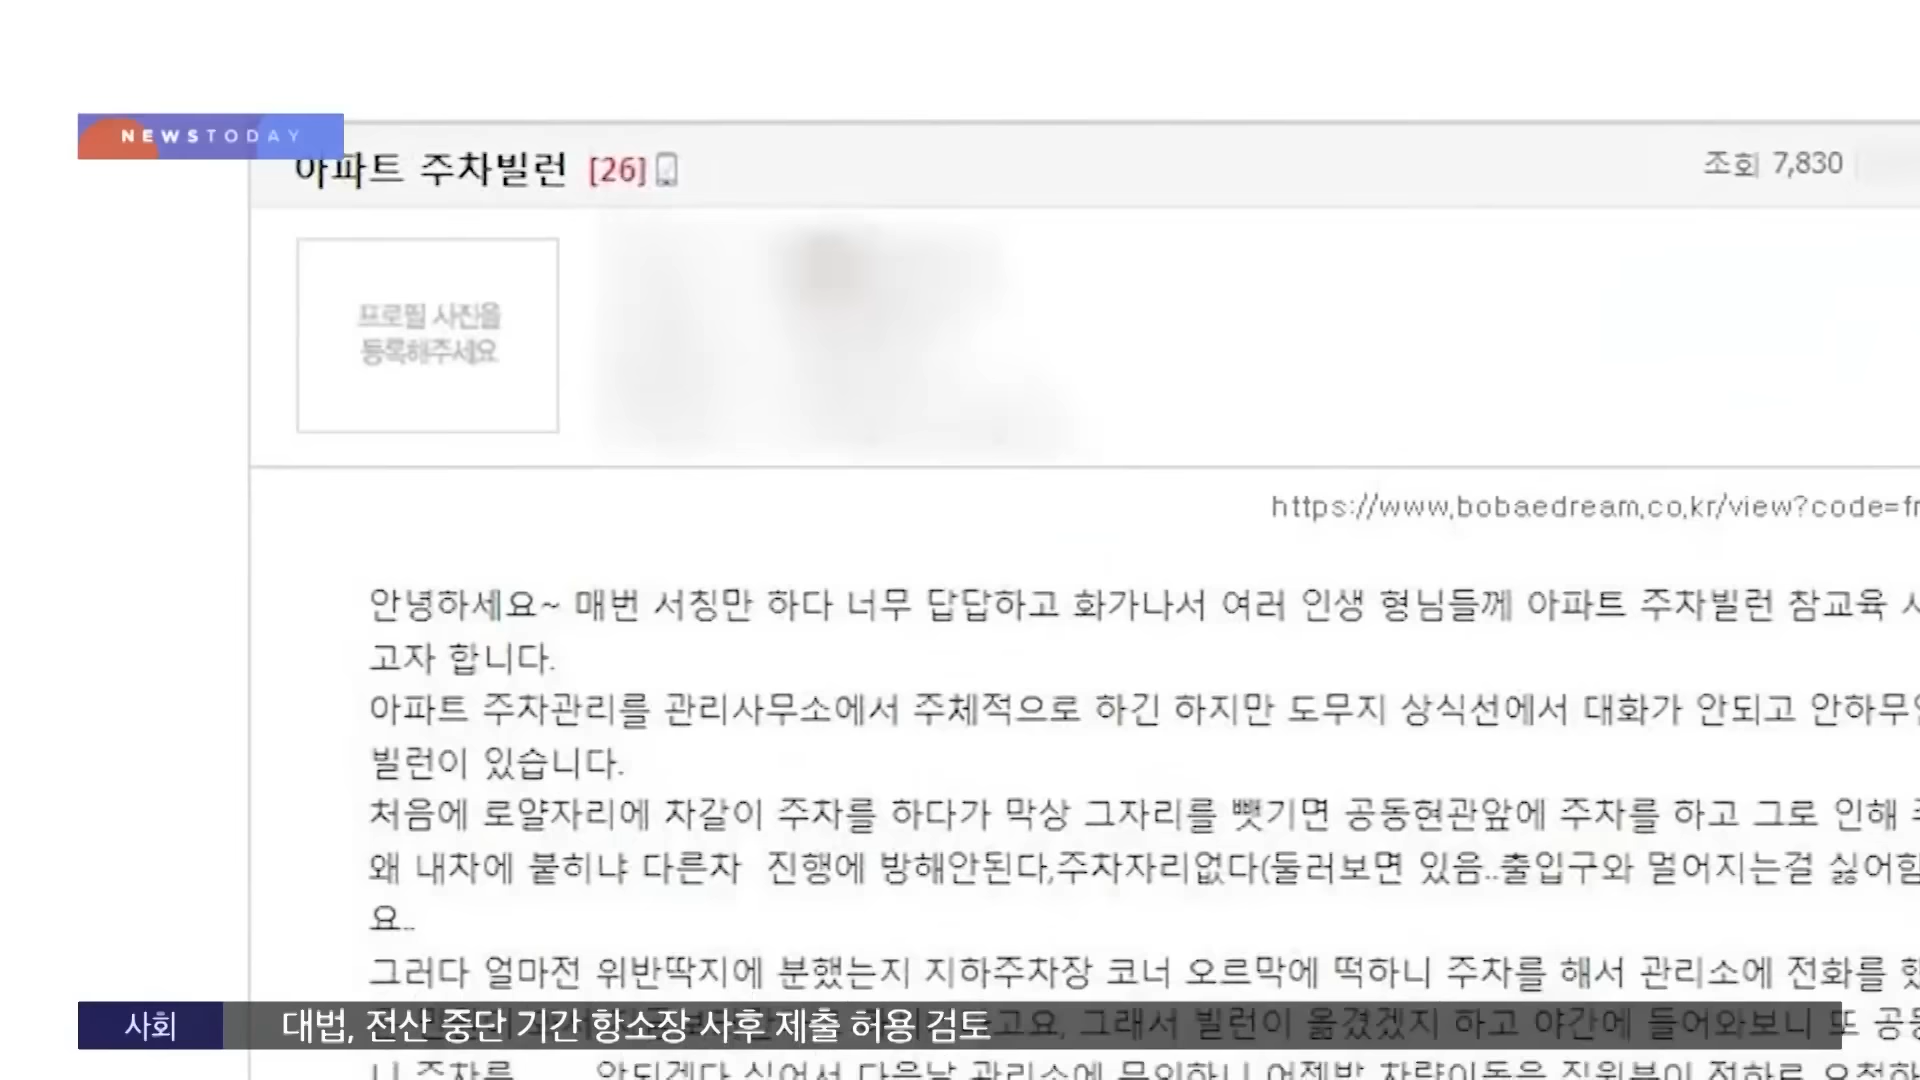 NEWSTODAY
아파트 주차빌런 [26]
조회 7,830
프로필 사진을
등록해주세요
https://www.bobaedream.co.kr/view?code=fr
안녕하세요~ 매번 서칭만 하다 너무 답답하고 화가나서 여러 인생 형님들께 아파트 주차빌런 참교육
고자 합니다.
아파트 주차관리를 관리사무소에서 주체적으로 하긴 하지만 도무지 상식선에서 대화가 안되고
빌런이 있습니다.
처음에 로얄자리에 차갈이 주차를 하다가 막상 그자리를 뺏기면 공동현관앞에 주차를 하고 그로 인해
왜 내차에 붙히냐 다른차 진행에 방해안된다,주차자리없다(둘러보면 있음..출입구와 멀어지는걸 싫어함
요..
그러다 얼마전 위반딱지에 분했는지 지하주차장 코너 오르막에 떡하니 주차를 해서 관리소에 전화를
고요, 그래서 빌런이 옮겼겠지 하고 야간에 들어와보니 또
사회 대법, 전산 중단 기간 항소장 사후 제출 허용 검토